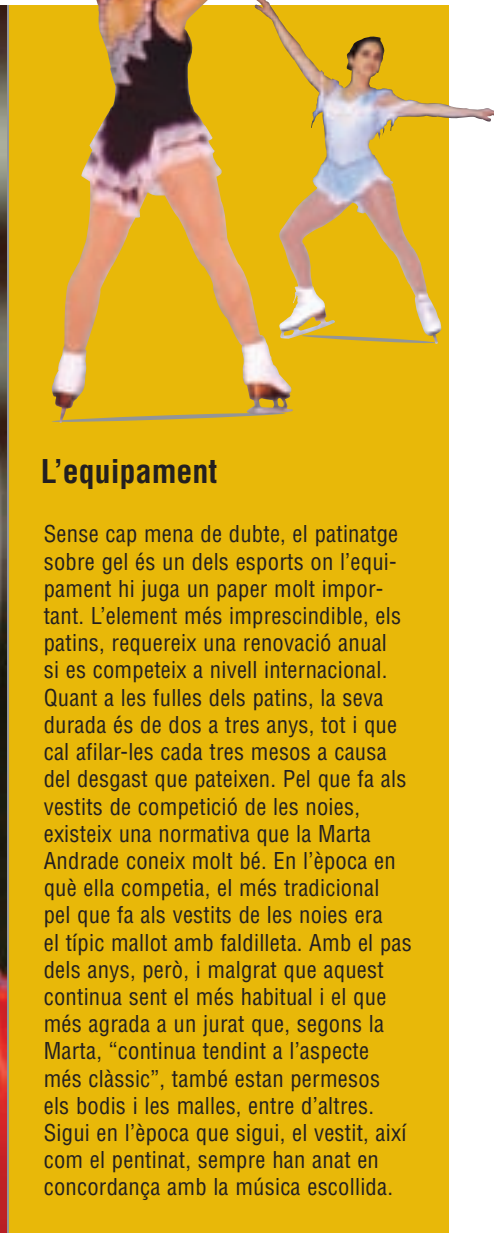 L’equipament
Sense cap mena de dubte, el patinatge
sobre gel és un dels esports on l’equi-
pament hi juga un paper molt impor-
tant. L’element més imprescindible, els
patins, requereix una renovació anual
si es competeix a nivell internacional.
Quant a les fulles dels patins, la seva
durada és de dos a tres anys, tot i que
cal afilar-les cada tres mesos a causa
del desgast que pateixen. Pel que fa als
vestits de competició de les noies,
existeix una normativa que la Marta
Andrade coneix molt bé. En l’època en
què ella competia, el més tradicional
pel que fa als vestits de les noies era
el típic mallot amb faldilleta. Amb el pas
dels anys, però, i malgrat que aquest
continua sent el més habitual i el que
més agrada a un jurat que, segons la
Marta, “continua tendint a l’aspecte
més clàssic”, també estan permesos
els bodis i les malles, entre d’altres.
Sigui en l’època que sigui, el vestit, així
com el pentinat, sempre han anat en
concordança amb la música escollida.